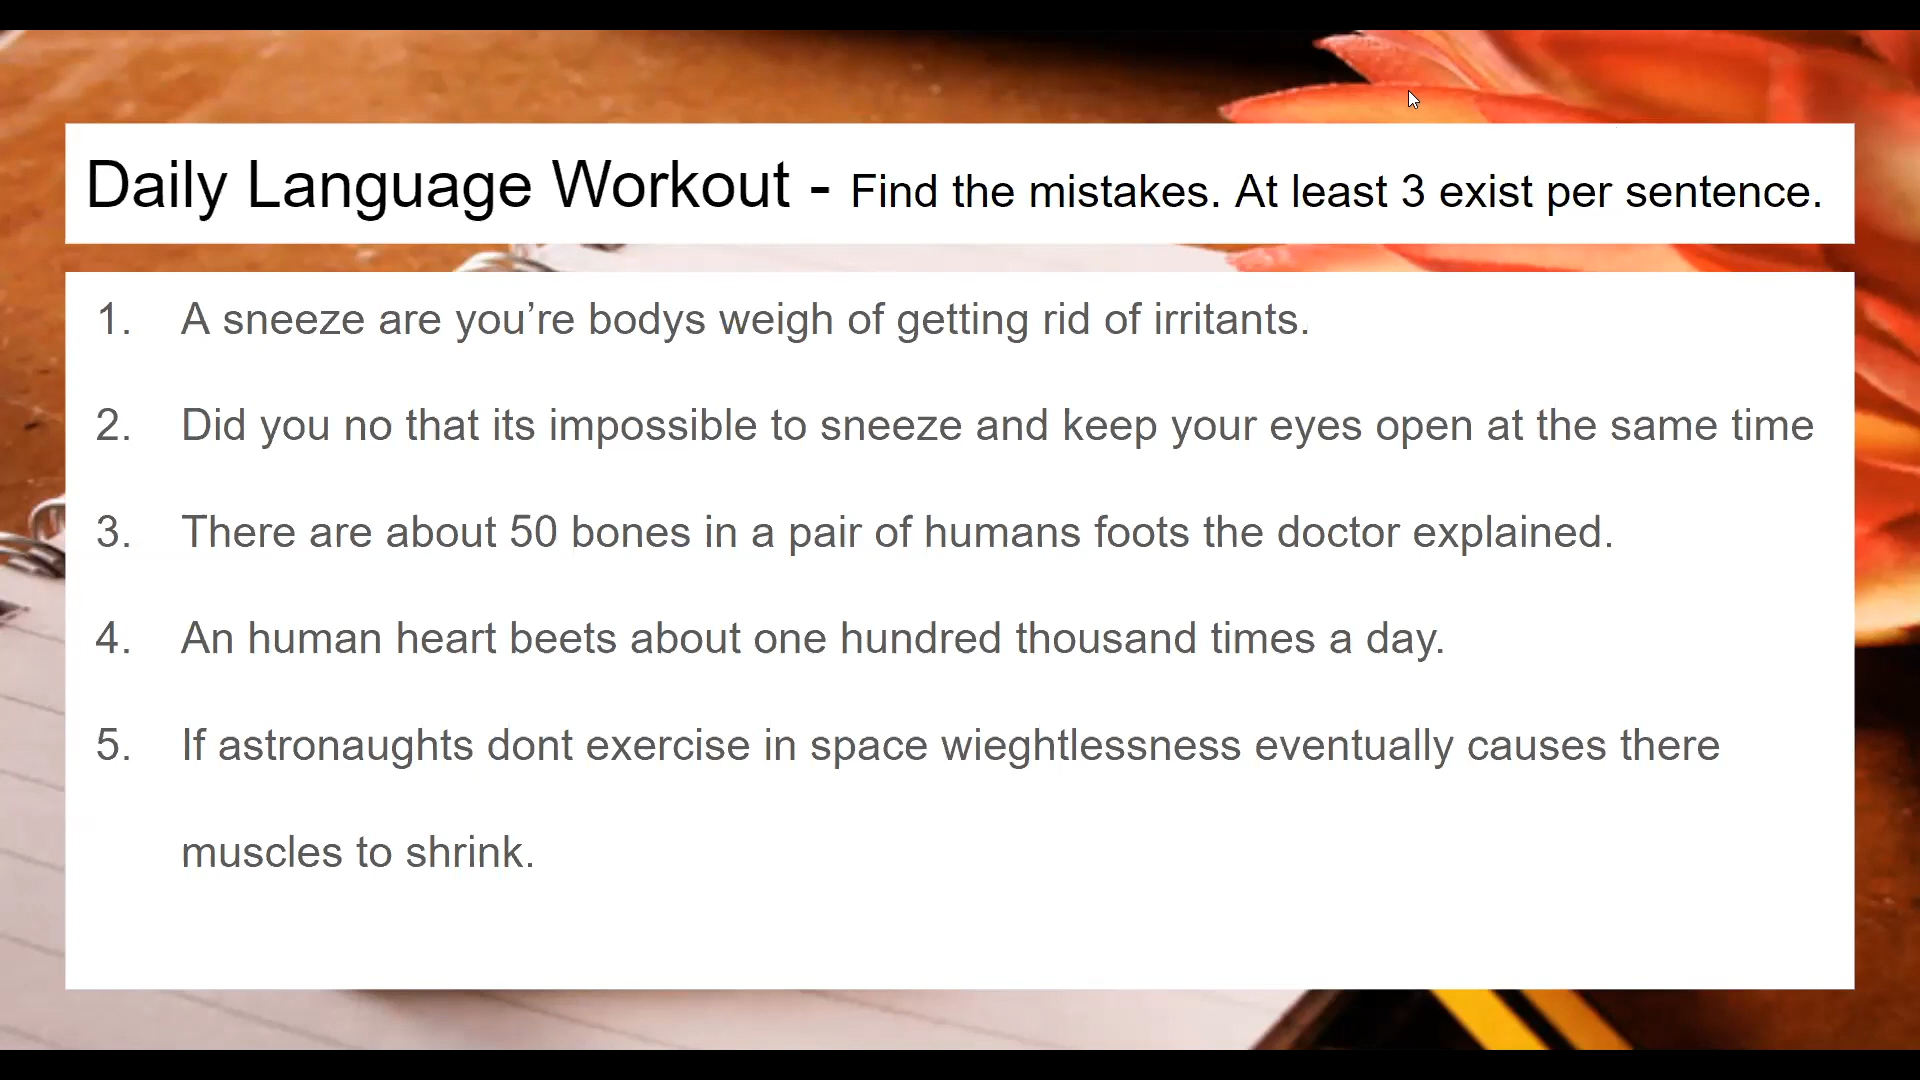 Daily Language Workout - Find the mistakes. At least 3 exist per sentence.
1. A sneeze are you’re bodys weigh of getting rid of irritants.
2. Did you no that its impossible to sneeze and keep your eyes open at the same time
3. There are about 50 bones in a pair of humans foots the doctor explained.
4. An human heart beets about one hundred thousand times a day.
5. If astronaughts dont exercise in space wieghtlessness eventually causes there
muscles to shrink.